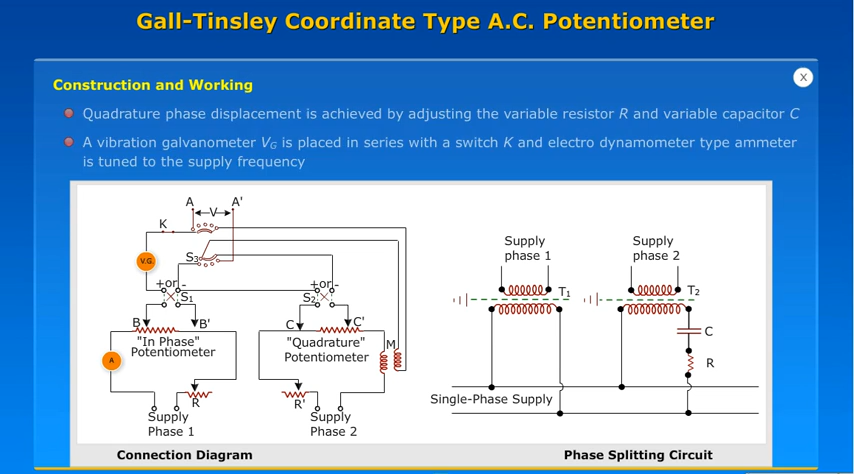 Gall-Tinsley Coordinate Type A.C. Potentiometer
X
Construction and Working
Quadrature phase displacement is achieved by adjusting the variable resistor R and variable capacitor C
A vibration galvanometer VG is placed in series with a switch K and electro dynamometer type ammeter
is tuned to the supply frequency
A A'
V
K
V.G.
S3
+or - +or -
S1 S2
B B' C C'
"In Phase"
Potentiometer
"Quadrature"
Potentiometer
M
A
R R'
Supply
Phase 1
Supply
Phase 2
Supply
phase 1
Supply
phase 2
T1 T2
C
R
Single-Phase Supply
Connection Diagram
Phase Splitting Circuit